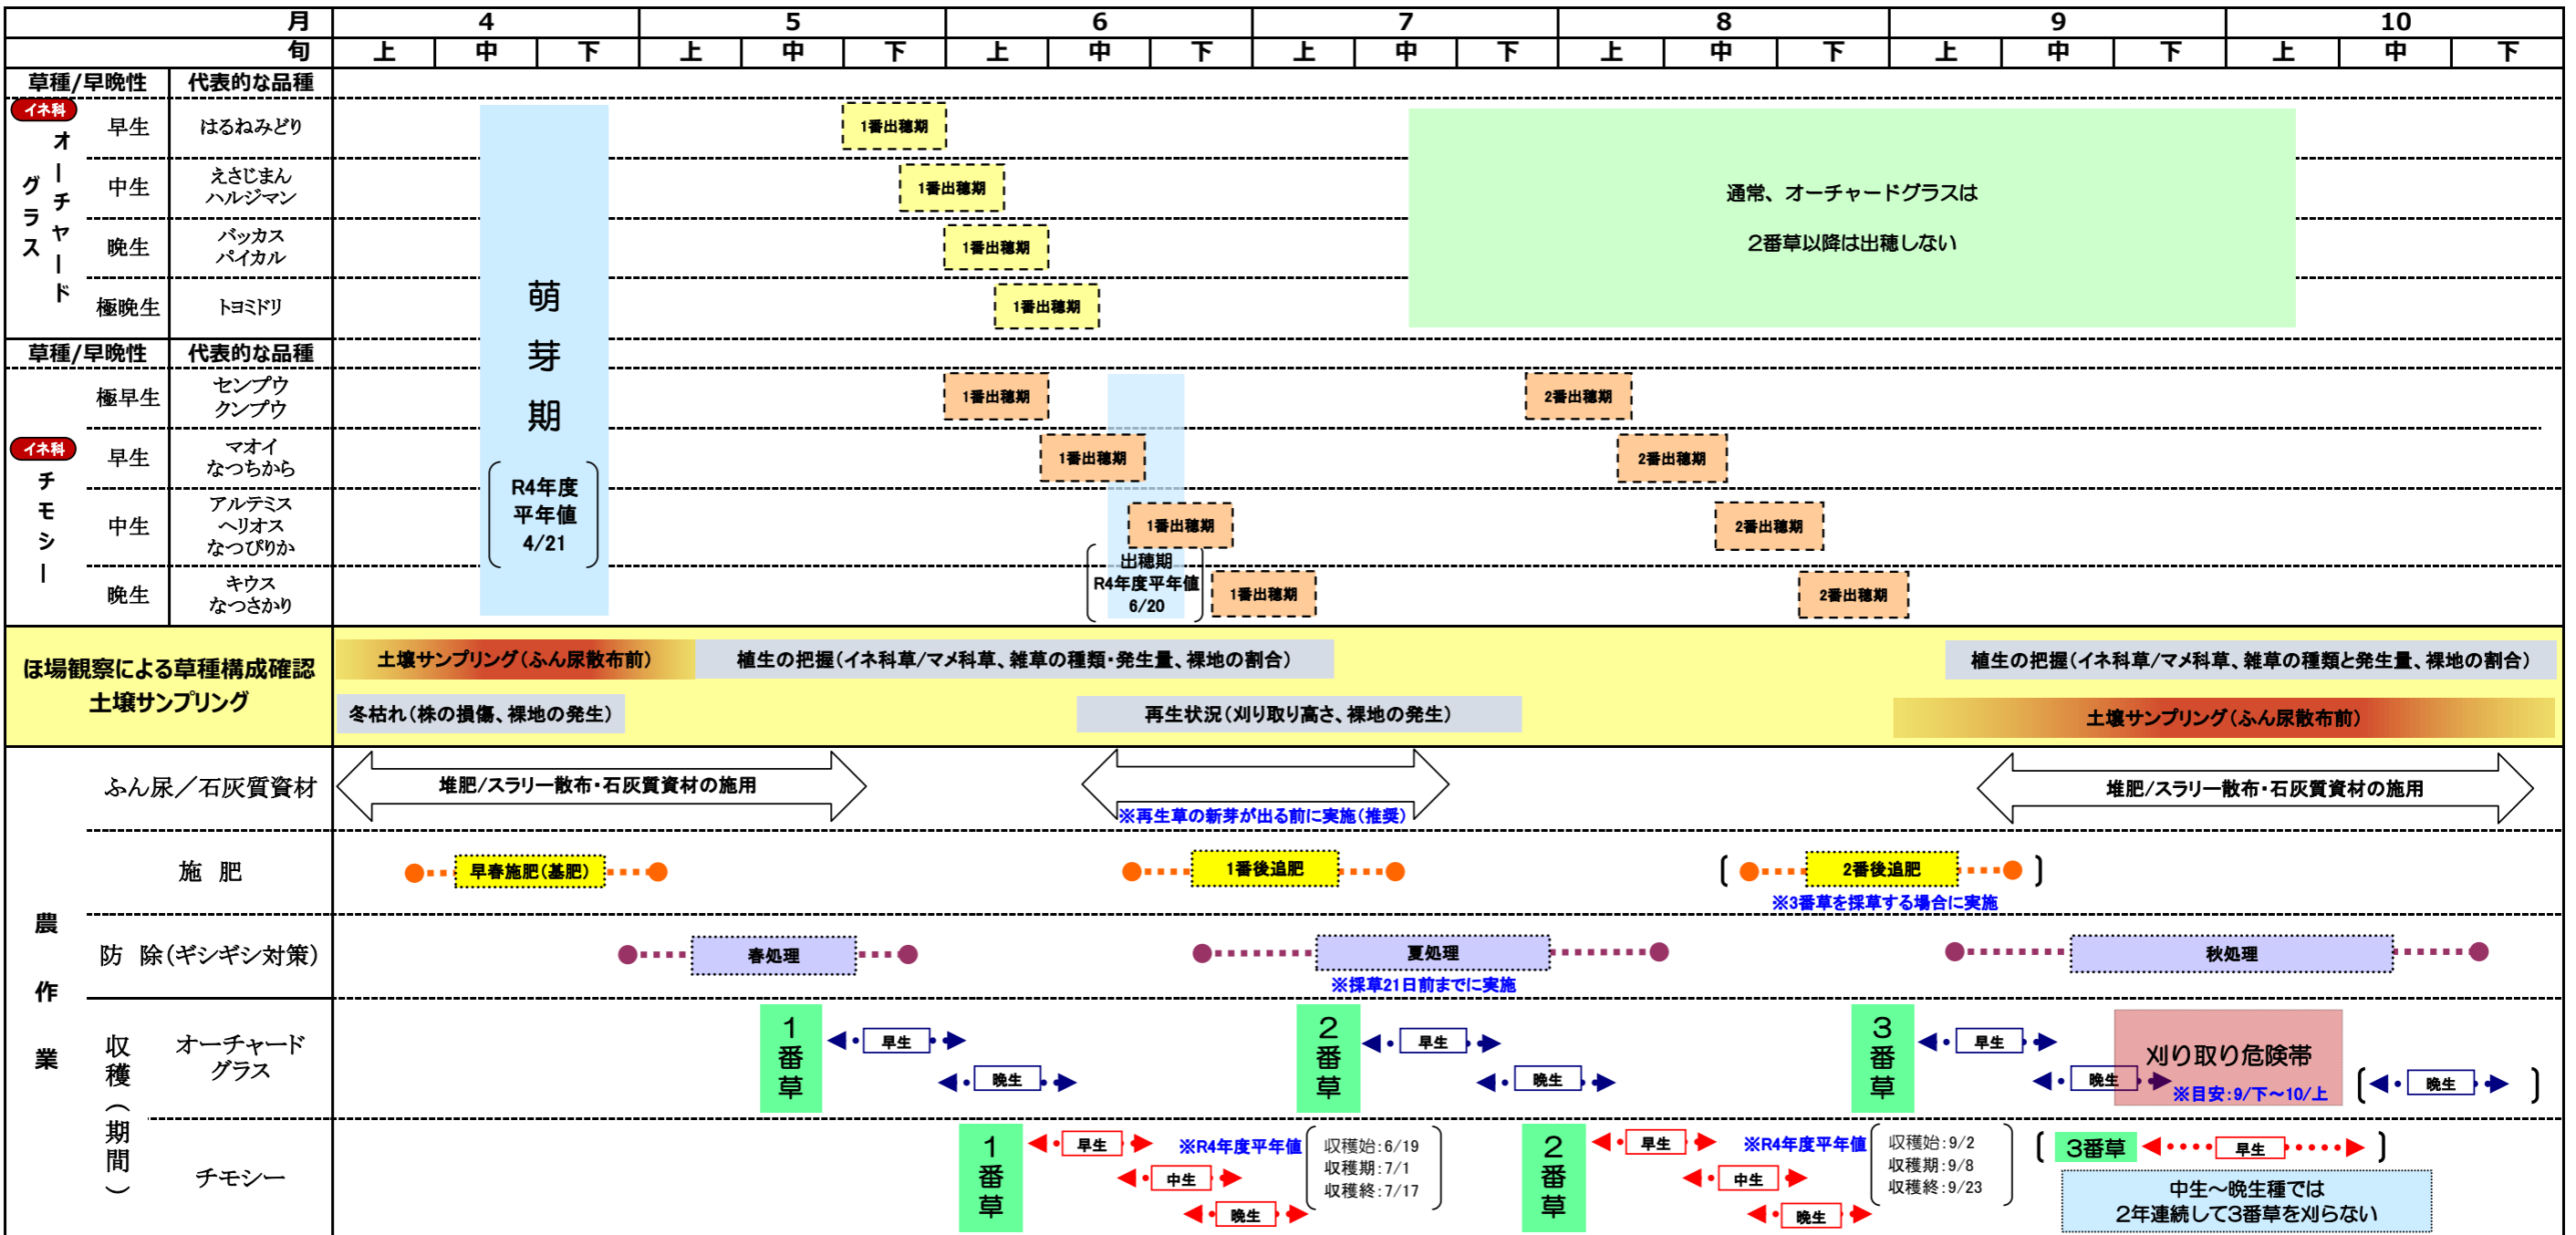 月 4 5 6 7 8 9 10
旬 上 中 下 上 中 下 上 中 下 上 中 下 上 中 下 上 中 下 上 中 下
草種/早晩性 代表的な品種
イネ科
オーチャード
グラス
早生 はるねみどり 1番出穂期
中生 えさじまん
ハルジマン
1番出穂期
晩生 バッカス
パイカル
1番出穂期
極晩生 トヨミドリ 1番出穂期
通常、オーチャードグラスは
2番草以降は出穂しない
萌芽期
R4年度
平年値
4/21
草種/早晩性 代表的な品種
イネ科
チモシー
極早生 センプウ
クンプウ
1番出穂期 2番出穂期
早生 マオイ
なつちから
1番出穂期 2番出穂期
中生 アルテミス
ヘリオス
なつぴりか
1番出穂期 2番出穂期
出穂期
R4年度平年値
6/20
晩生 キウス
なつさかり
1番出穂期 2番出穂期
ほ場観察による草種構成確認
土壌サンプリング
土壌サンプリング(ふん尿散布前) 植生の把握(イネ科草/マメ科草、雑草の種類・発生量、裸地の割合) 植生の把握(イネ科草/マメ科草、雑草の種類と発生量、裸地の割合)
冬枯れ(株の損傷、裸地の発生) 再生状況(刈り取り高さ、裸地の発生) 土壌サンプリング(ふん尿散布前)
農作業
ふん尿/石灰質資材 堆肥/スラリー散布・石灰質資材の施用 堆肥/スラリー散布・石灰質資材の施用
※再生草の新芽が出る前に実施(推奨)
施 肥 早春施肥(基肥) 1番後追肥 2番後追肥
※3番草を採草する場合に実施
防 除(ギシギシ対策) 春処理 夏処理 秋処理
※採草21日前までに実施
収穫(期間)
オーチャード
グラス
1番草 早生 晩生
2番草 早生 晩生
3番草 早生 晩生
刈り取り危険帯
※目安:9/下~10/上
晩生
チモシー
1番草 早生 中生 晩生
※R4年度平年値
収穫始:6/19
収穫期:7/1
収穫終:7/17
2番草 早生 中生 晩生
※R4年度平年値
収穫始:9/2
収穫期:9/8
収穫終:9/23
3番草 早生
中生~晩生種では
2年連続して3番草を刈らない